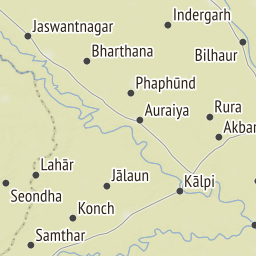 Indergarh
Jaswantnagar
Bharthana
Bilhaur
Phaphūnd
Auraiya
Rura
Akbar
Lahār
Jālaun
Kālpi
Seondha
Konch
Samthar